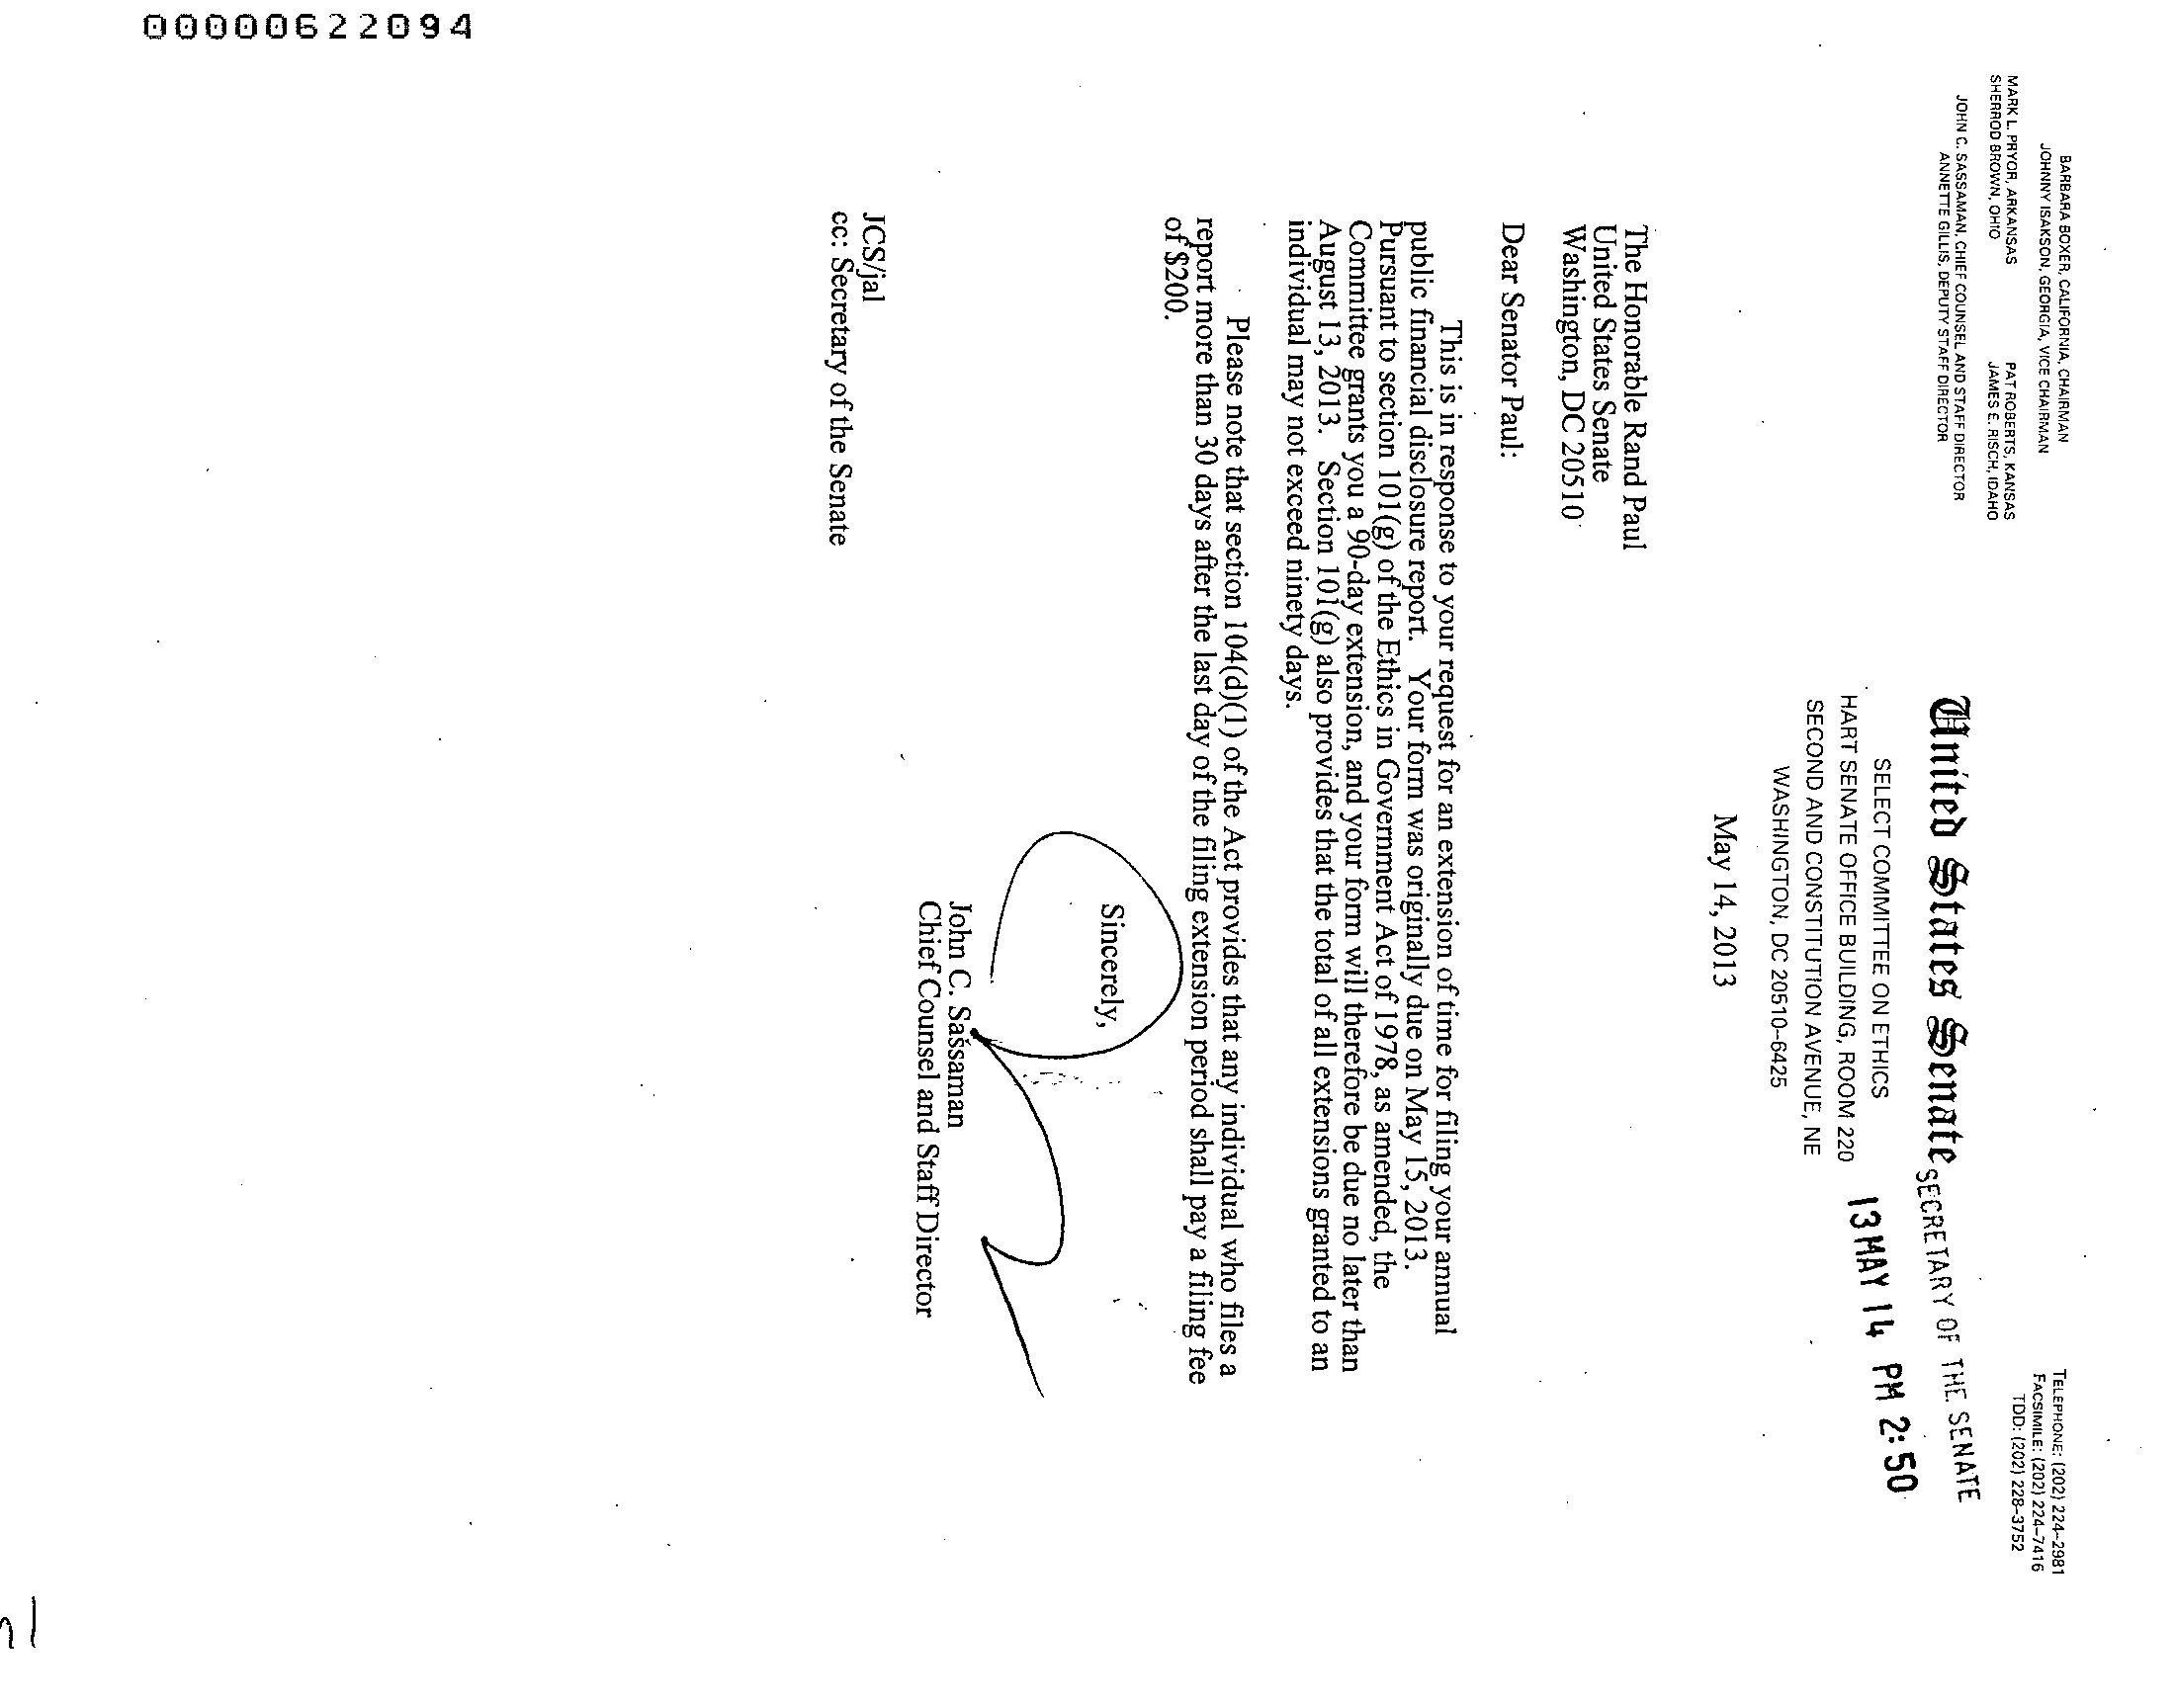 00000622094
BARBARA BOXER, CALIFORNIA, CHAIRMAN
JOHNNY ISAKSON, GEORGIA, VICE CHAIRMAN
MARK L. PRYOR, ARKANSAS PAT ROBERTS, KANSAS
SHERROD BROWN, OHIO JAMES E. RISCH, IDAHO
JOHN C. SASSAMAN, CHIEF COUNSEL AND STAFF DIRECTOR
ANNETTE GILLIS, DEPUTY STAFF DIRECTOR
TELEPHONE: (202) 224-2981
FACSIMILE: (202) 224-7416
TDD: (202) 228-3752
United States Senate
SELECT COMMITTEE ON ETHICS
HART SENATE OFFICE BUILDING, ROOM 220
SECOND AND CONSTITUTION AVENUE, NE
WASHINGTON, DC 20510-6425
SECRETARY OF THE SENATE
13 MAY 14 PM 2:50
May 14, 2013
The Honorable Rand Paul
United States Senate
Washington, DC 20510
Dear Senator Paul:
This is in response to your request for an extension of time for filing your annual
public financial disclosure report. Your form was originally due on May 15, 2013.
Pursuant to section 101(g) of the Ethics in Government Act of 1978, as amended, the
Committee grants you a 90-day extension, and your form will therefore be due no later than
August 13, 2013. Section 101(g) also provides that the total of all extensions granted to an
individual may not exceed ninety days.
Please note that section 104(d)(1) of the Act provides that any individual who files a
report more than 30 days after the last day of the filing extension period shall pay a filing fee
of $200.
Sincerely,
John C. Sassaman
Chief Counsel and Staff Director
JCS/jal
cc: Secretary of the Senate